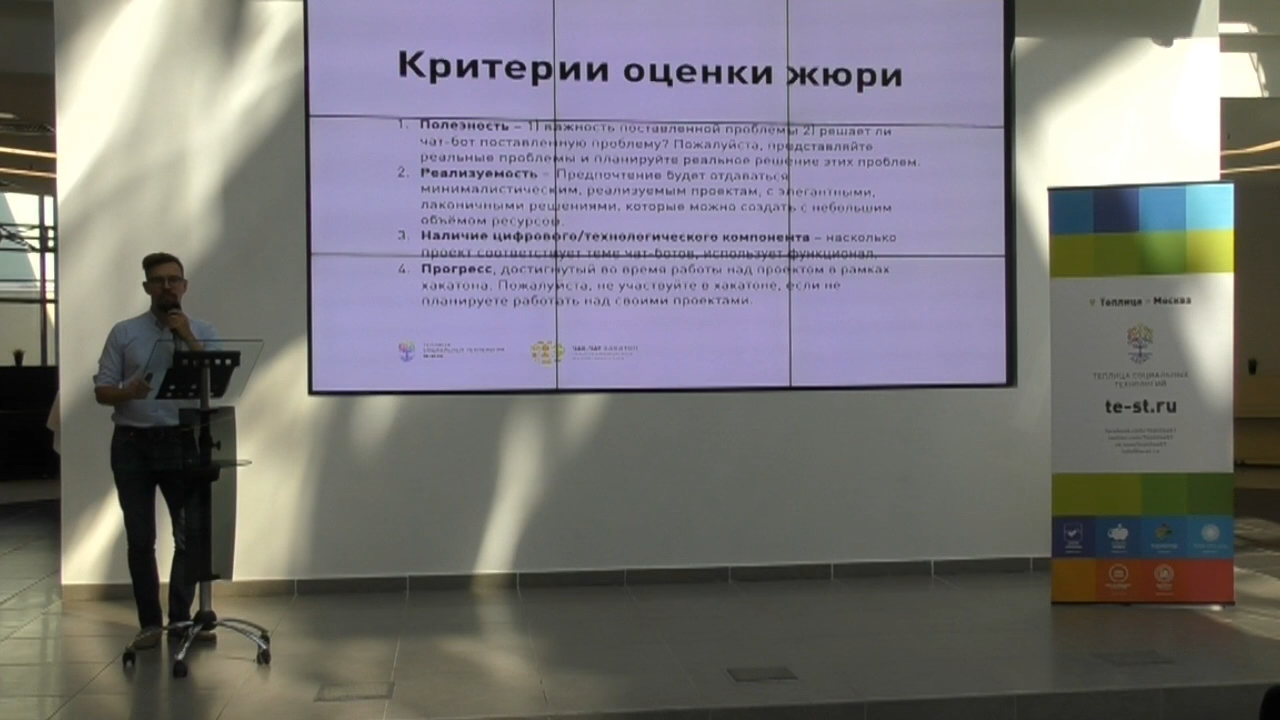 Критерии оценки жюри
1. Полезность – 1) важность поставленной проблемы 2) решает ли
чат-бот поставленную проблему? Пожалуйста, представляйте
реальные проблемы и планируйте реальное решение этих проблем.
2. Реализуемость – Предпочтение будет отдаваться
минималистическим, реализуемым проектам, с элегантными,
лаконичными решениями, которые можно создать с небольшим
объёмом ресурсов.
3. Наличие цифрового/технологического компонента – насколько
проект соответствует теме чат-ботов, использует функционал.
4. Прогресс, достигнутый во время работы над проектом в рамках
хакатона. Пожалуйста, не участвуйте в хакатоне, если не
планируете работать над своими проектами.
Теплица - Москва
ТЕПЛИЦА СОЦИАЛЬНЫХ
ТЕХНОЛОГИЙ
te-st.ru